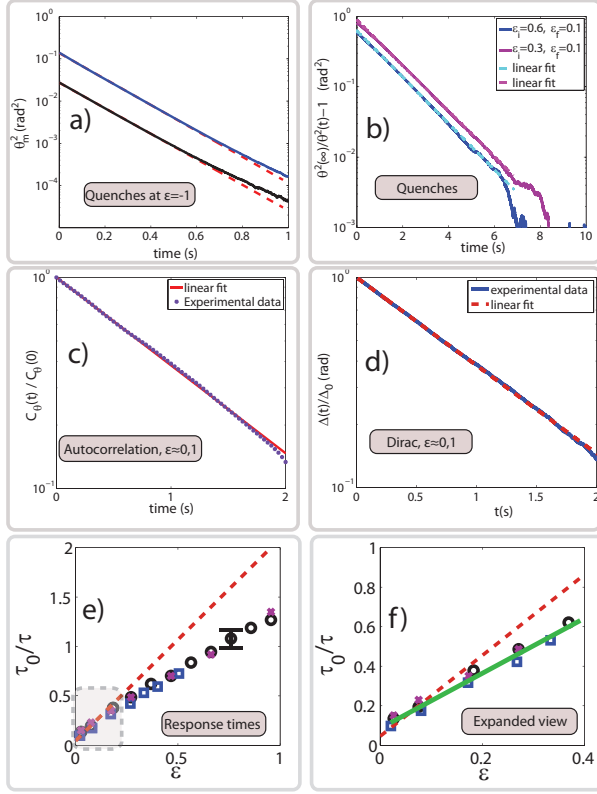 a)
θ_m^2 (rad^2)
10^0
10^-1
10^-2
10^-3
10^-4
Quenches at ε=-1
0 0.2 0.4 0.6 0.8 1
time (s)
b)
θ^2(∞)/θ^2(t)−1 (rad^2)
10^0
10^-1
10^-2
10^-3
ε_i=0.6, ε_f=0.1
ε_i=0.3, ε_f=0.1
linear fit
linear fit
Quenches
0 2 4 6 8 10
time (s)
c)
C_θ(t) / C_θ(0)
10^0
10^-1
linear fit
Experimental data
Autocorrelation, ε≈0,1
0 1 2
time (s)
d)
Δ(t)/Δ_0 (rad)
10^0
10^-1
experimental data
linear fit
Dirac, ε≈0,1
0 0.5 1 1.5 2
t(s)
e)
τ_0/τ
2
1.5
1
0.5
0
Response times
0 0.5 1
ε
f)
τ_0/τ
1
0.8
0.6
0.4
0.2
0
Expanded view
0 0.2 0.4
ε